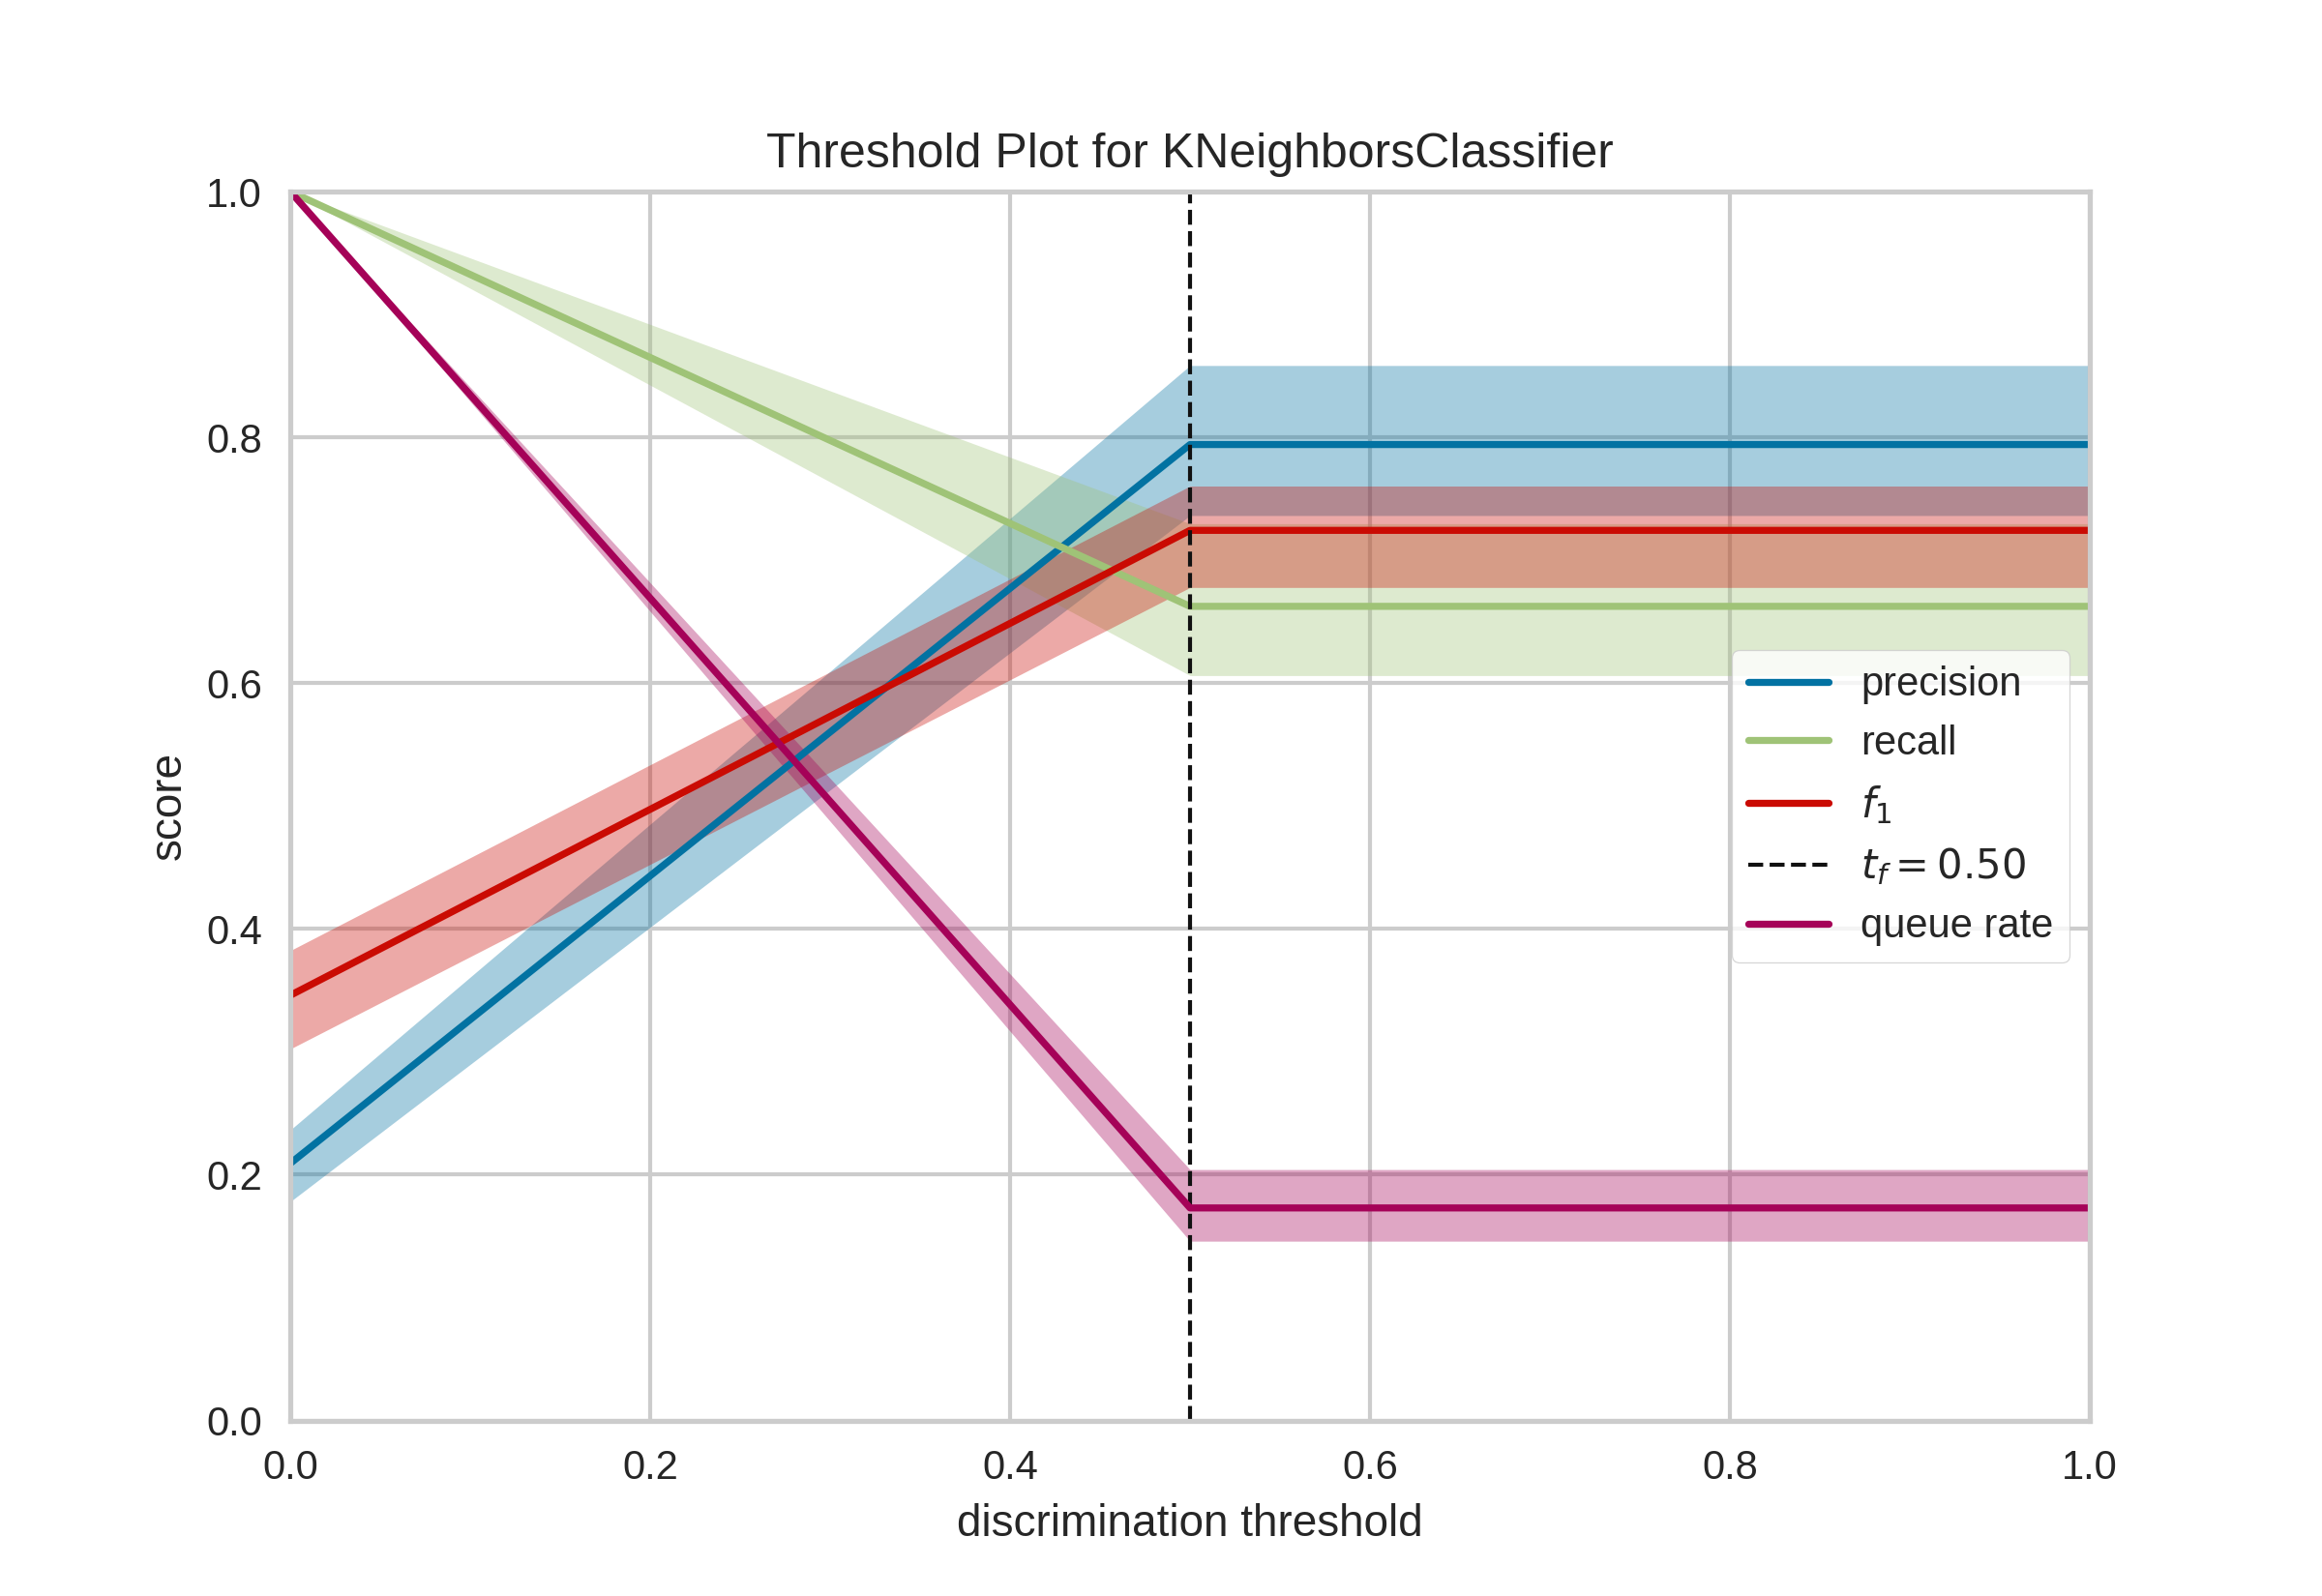 Threshold Plot for KNeighborsClassifier
1.0
0.8
0.6
0.4
0.2
0.0
score
precision
recall
f₁
t_f = 0.50
queue rate
0.0 0.2 0.4 0.6 0.8 1.0
discrimination threshold